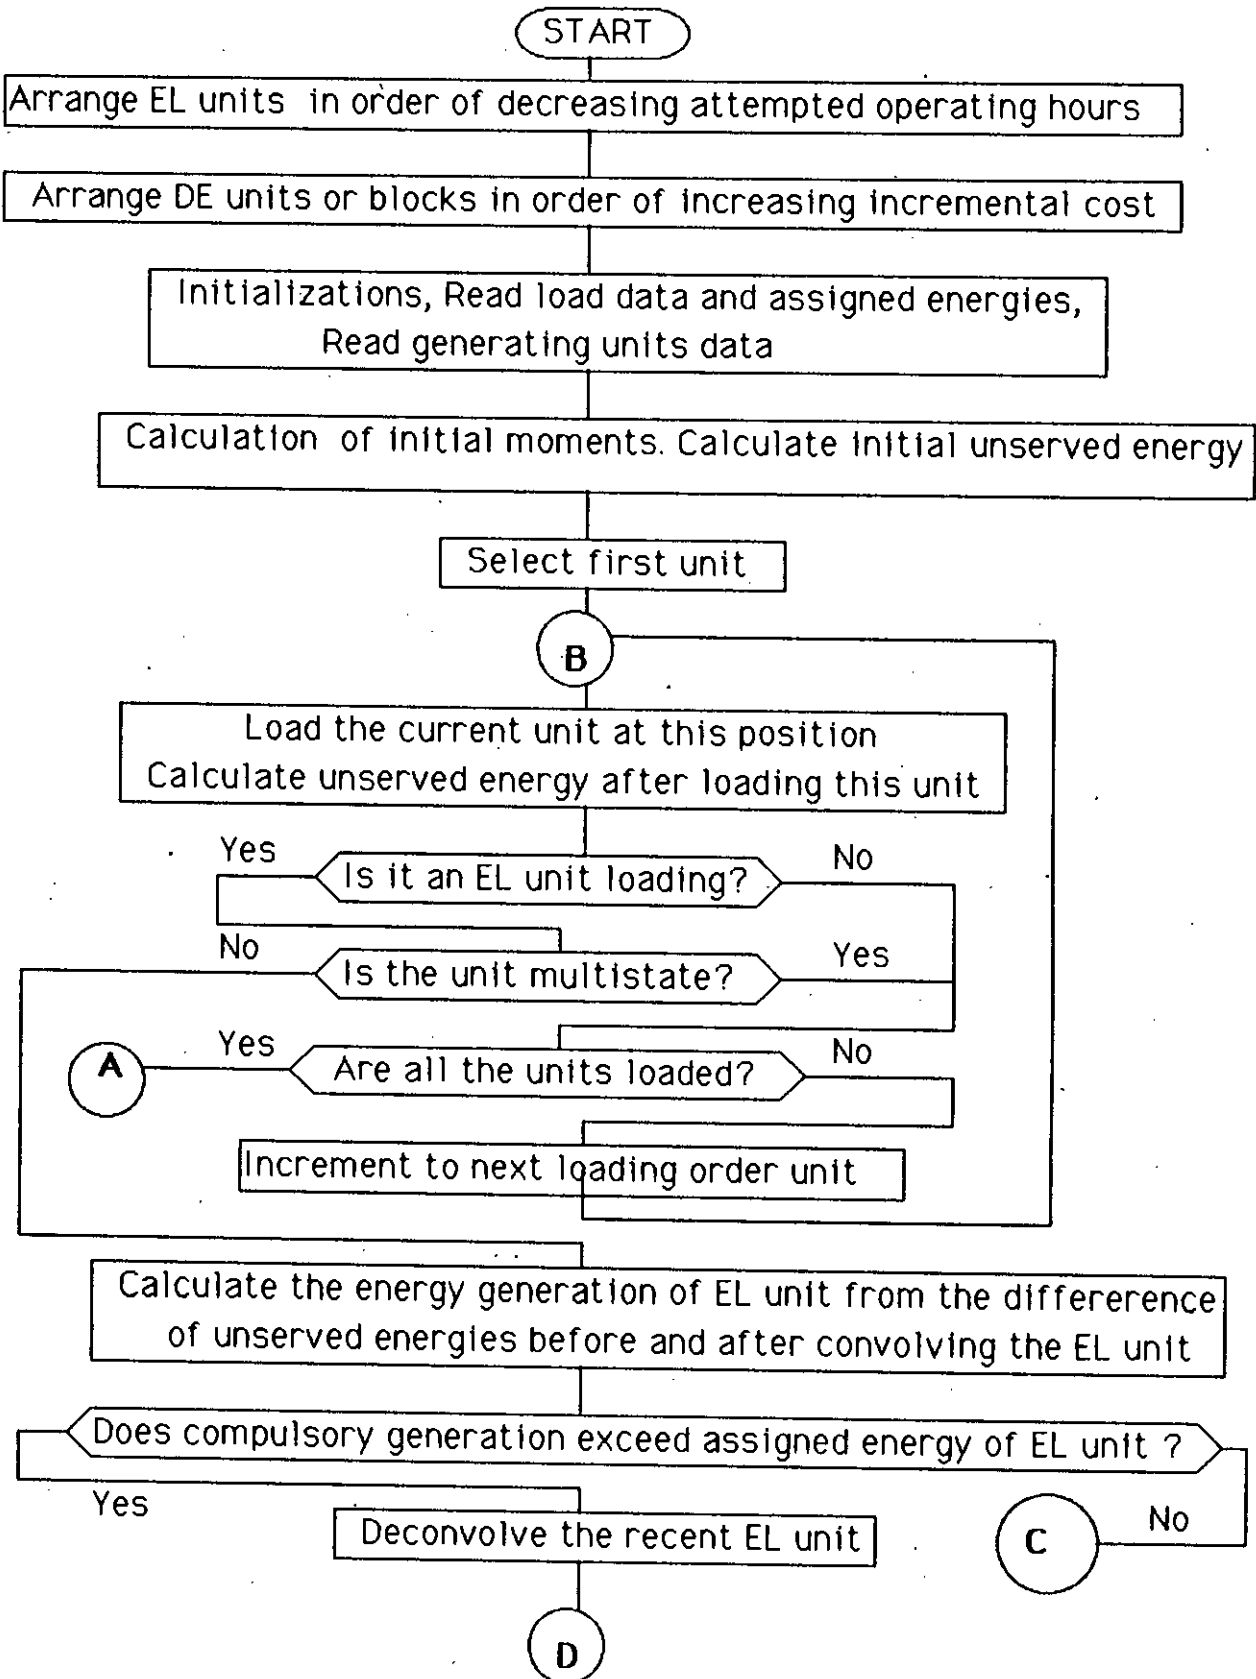 START
Arrange EL units in order of decreasing attempted operating hours
Arrange DE units or blocks in order of increasing incremental cost
Initializations, Read load data and assigned energies,
Read generating units data
Calculation of initial moments. Calculate initial unserved energy
Select first unit
B
Load the current unit at this position
Calculate unserved energy after loading this unit
Yes
Is it an EL unit loading?
No
No
Is the unit multistate?
Yes
A
Yes
Are all the units loaded?
No
Increment to next loading order unit
Calculate the energy generation of EL unit from the differerence
of unserved energies before and after convolving the EL unit
Does compulsory generation exceed assigned energy of EL unit ?
Yes
Deconvolve the recent EL unit
C
No
D